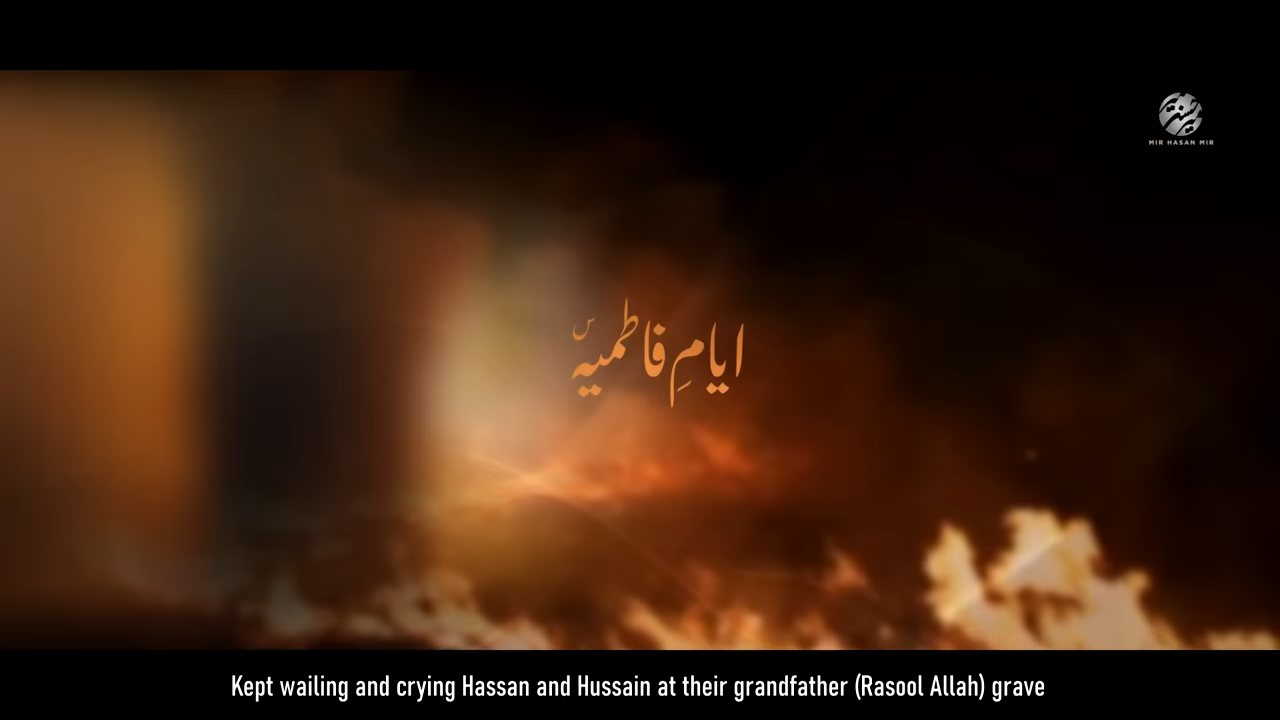 MIR HASAN MIR
ایامِ فاطمیہ س
Kept wailing and crying Hassan and Hussain at their grandfather (Rasool Allah) grave